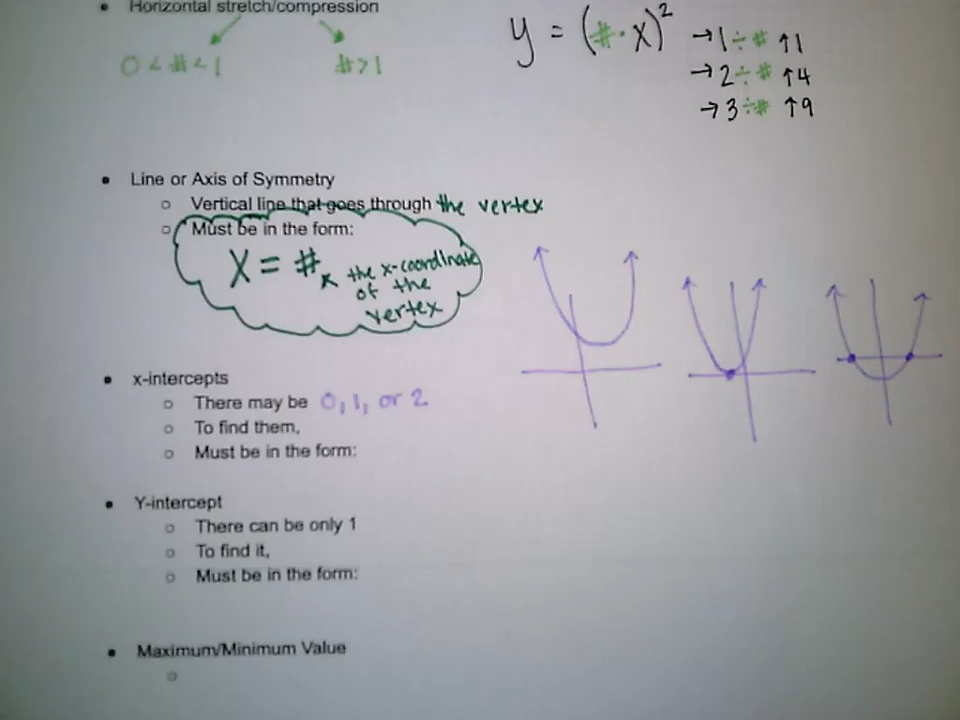 • Horizontal stretch/compression
0 < # < 1 # > 1
y = (# · x)²
→ 1 ÷ # ↑1
→ 2 ÷ # ↑4
→ 3 ÷ # ↑9
• Line or Axis of Symmetry
○ Vertical line that goes through the vertex
○ Must be in the form:
X = # ↖ the x-coordinate
of the
vertex
• x-intercepts
○ There may be 0, 1, or 2
○ To find them,
○ Must be in the form:
• Y-intercept
○ There can be only 1
○ To find it,
○ Must be in the form:
• Maximum/Minimum Value
○